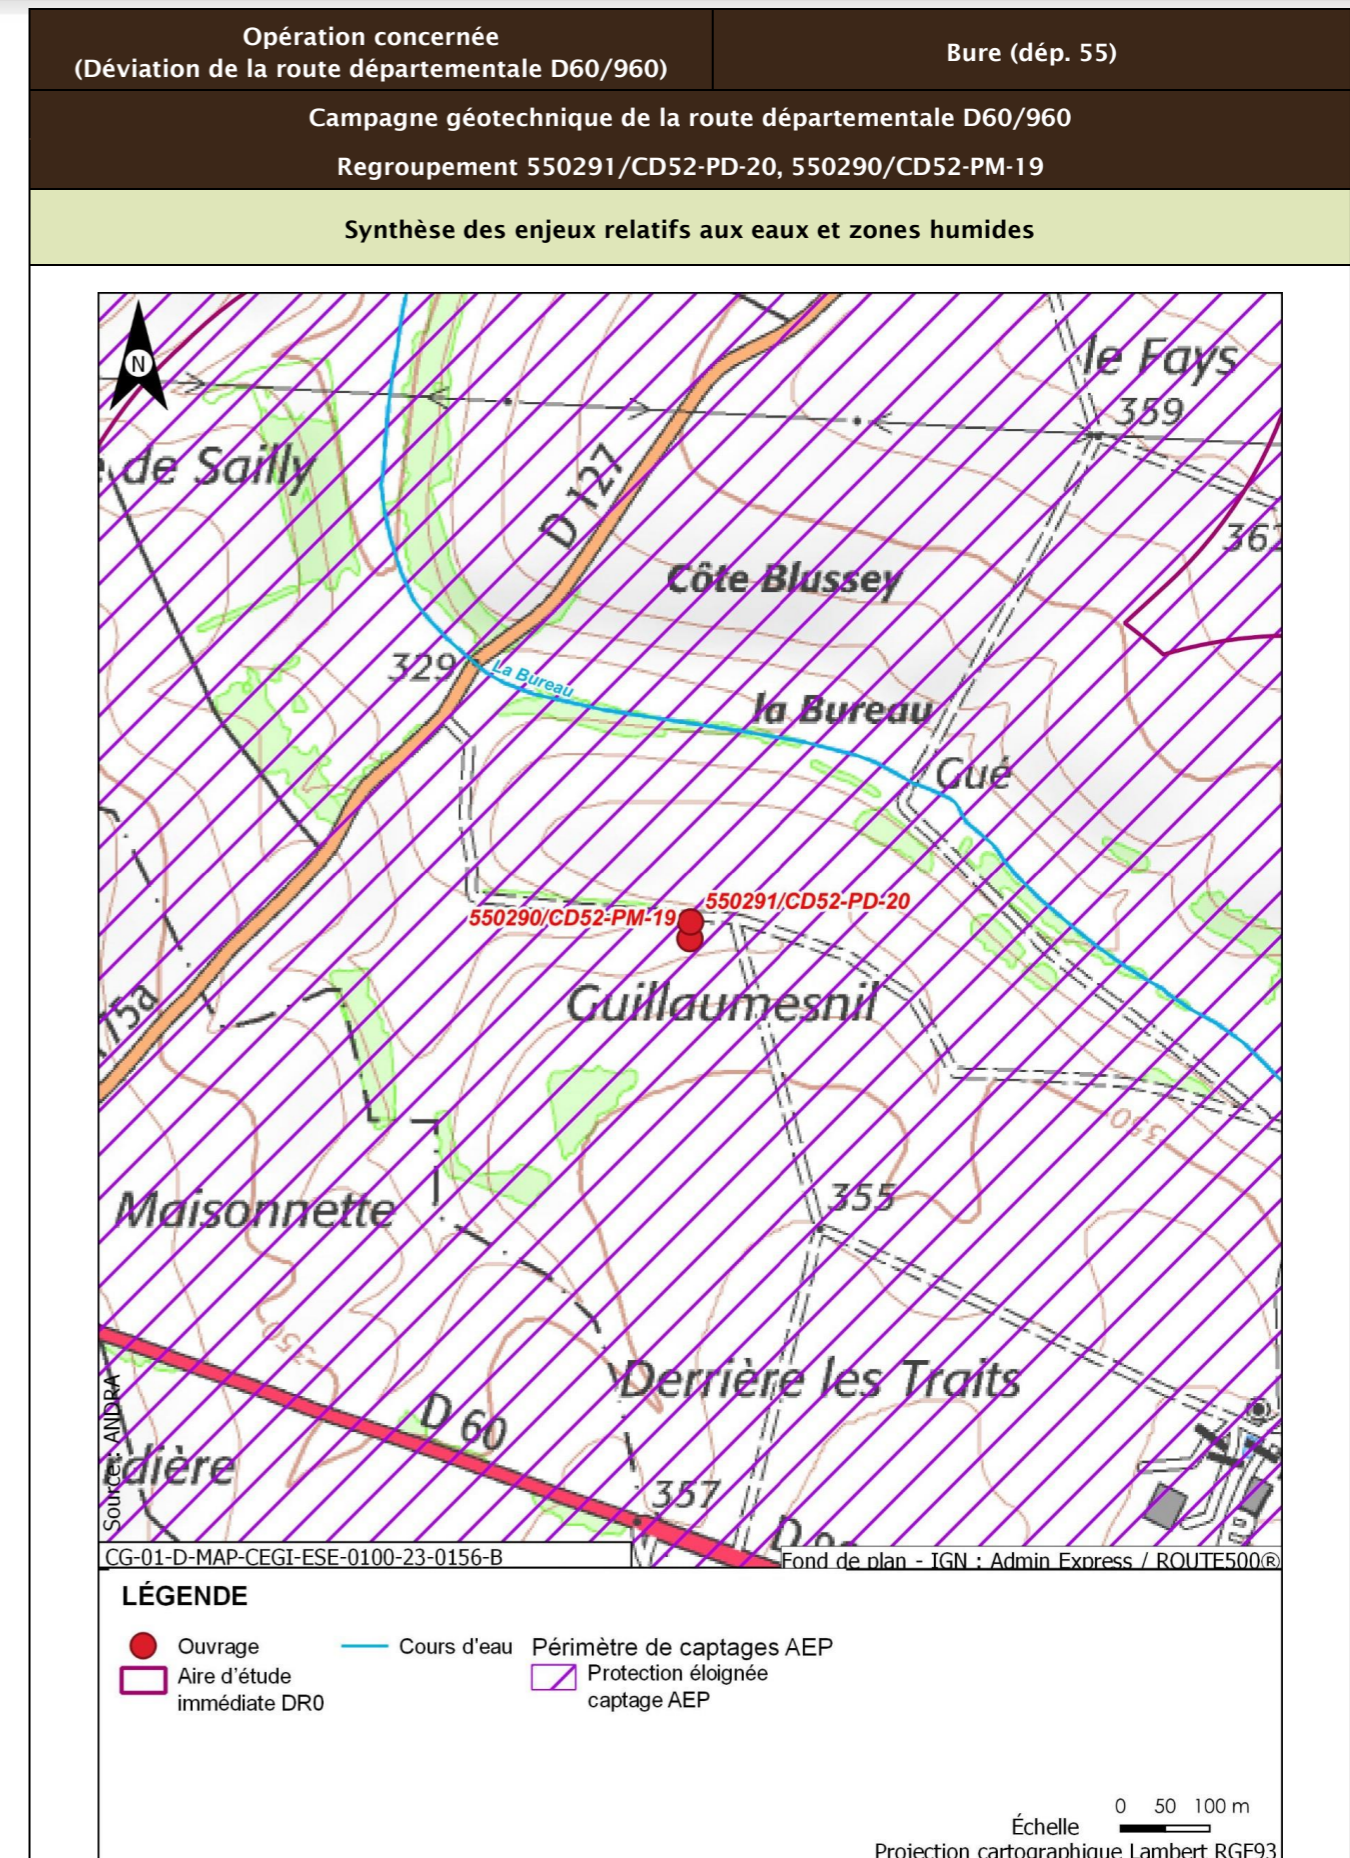 Opération concernée
(Déviation de la route départementale D60/960)
Bure (dép. 55)
Campagne géotechnique de la route départementale D60/960
Regroupement 550291/CD52-PD-20, 550290/CD52-PM-19
Synthèse des enjeux relatifs aux eaux et zones humides
N
le Fays
359
de Sailly
D 127
Côte Blussey
329
La Bureau
la Bureau
Gué
550291/CD52-PD-20
550290/CD52-PM-19
Guillaumesnil
350
355
Maisonnette
350
Derrière les Traits
D 60
dière
357
Source : ANDRA
CG-01-D-MAP-CEGI-ESE-0100-23-0156-B
Fond de plan - IGN : Admin Express / ROUTE500®
LÉGENDE
Ouvrage
Cours d'eau
Périmètre de captages AEP
Aire d'étude
immédiate DR0
Protection éloignée
captage AEP
0 50 100 m
Échelle
Projection cartographique Lambert RGF93